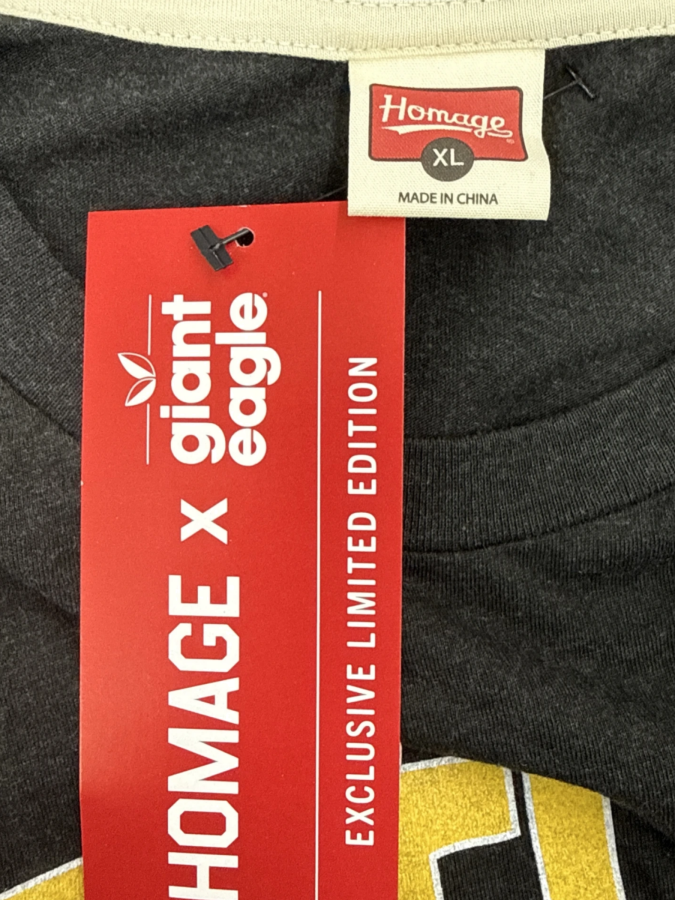 Homage
XL
MADE IN CHINA
HOMAGE x giant eagle
EXCLUSIVE LIMITED EDITION